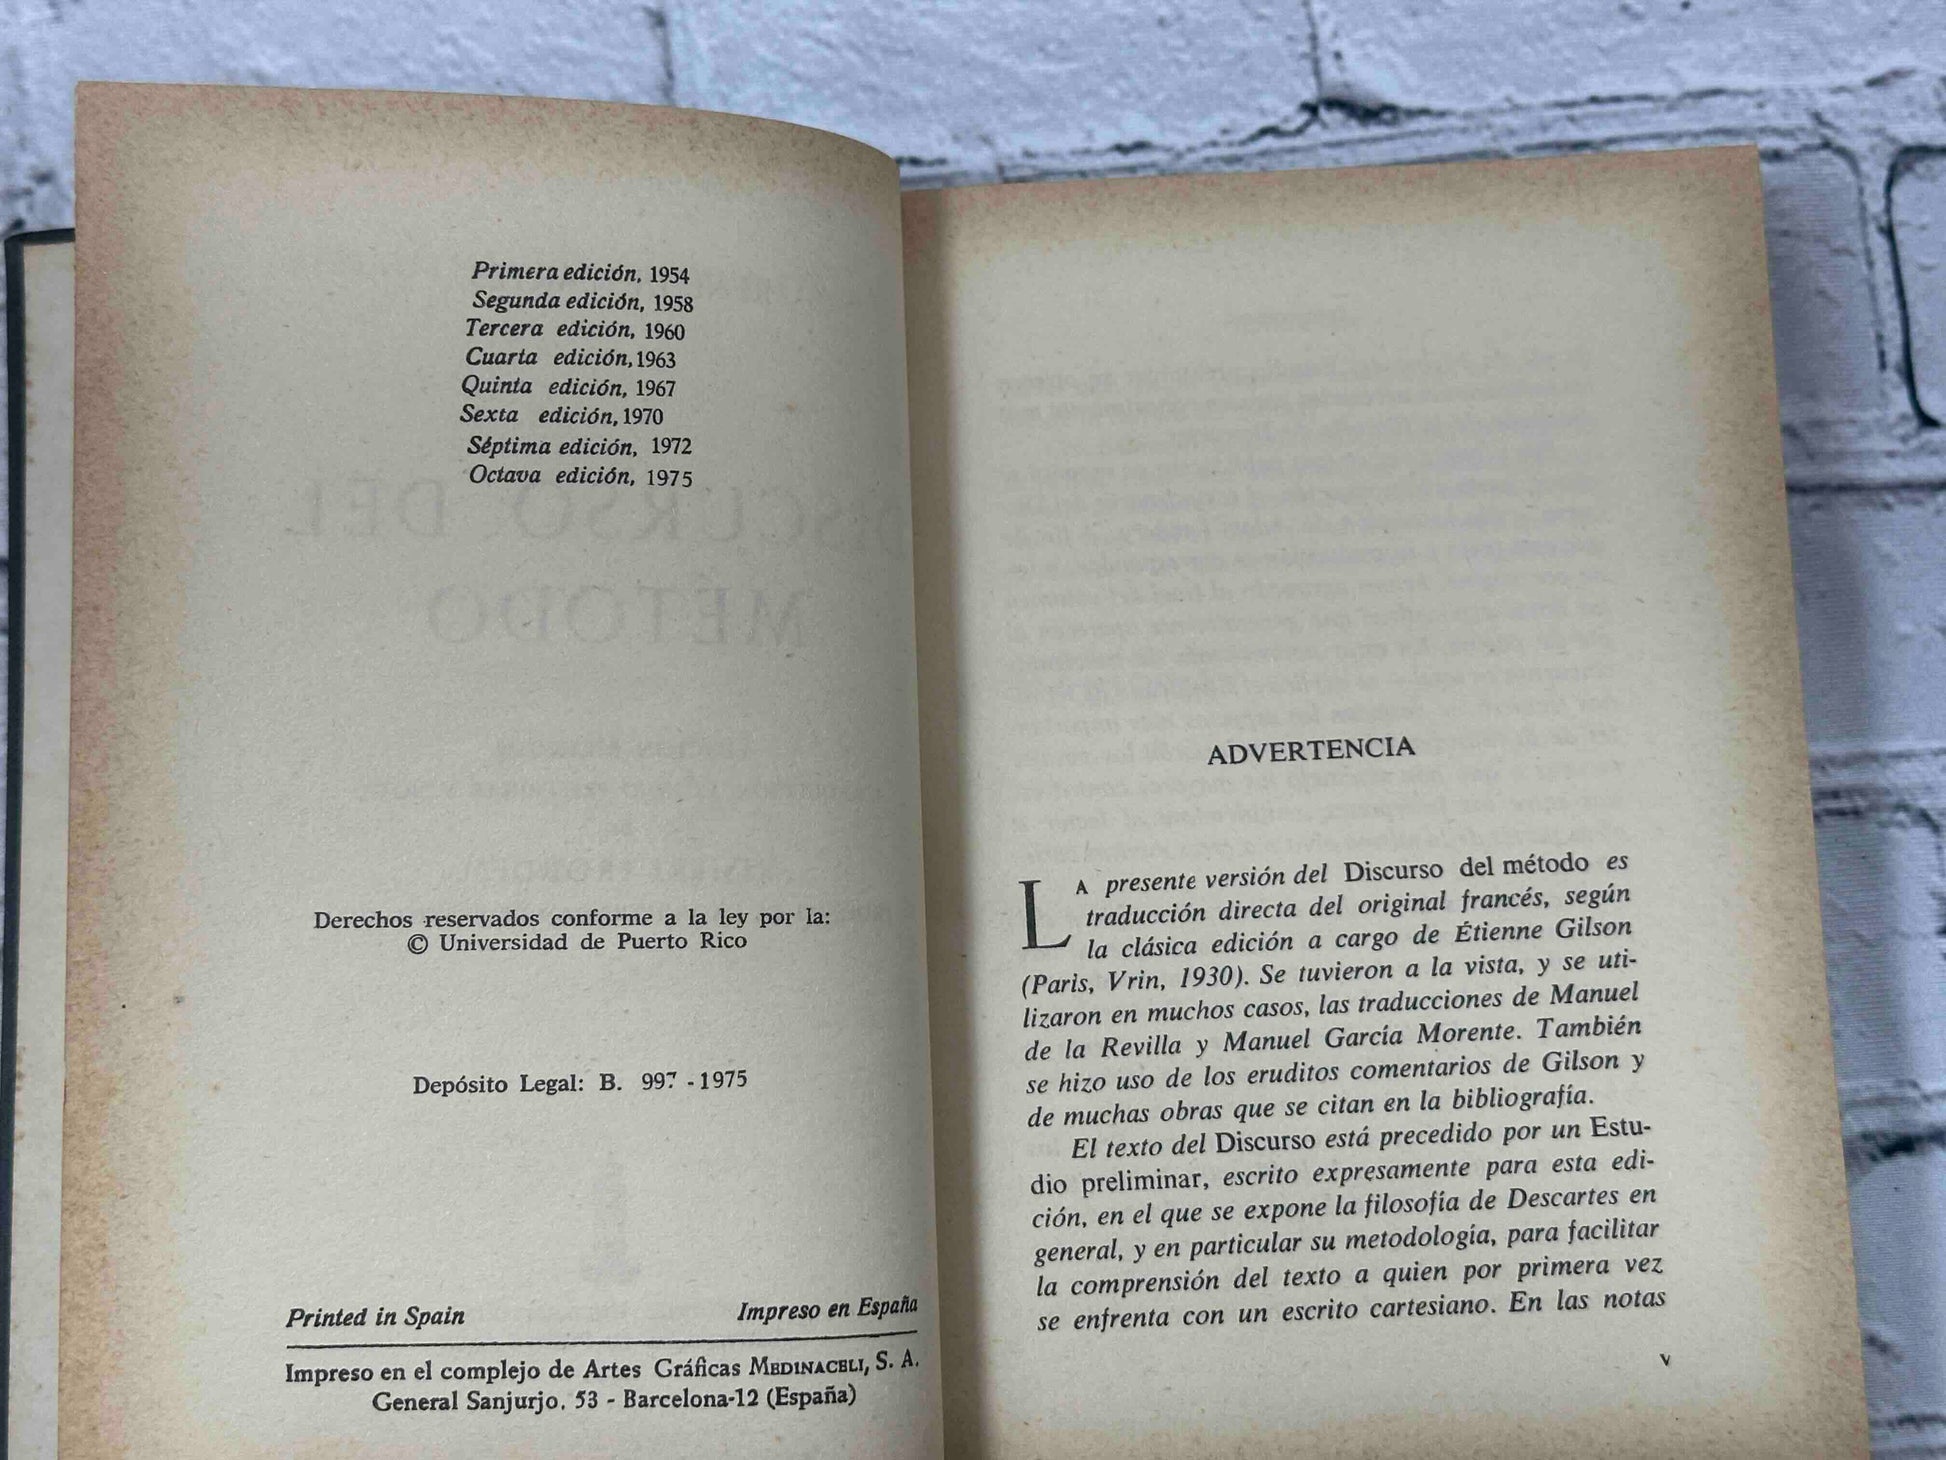 Primera edición, 1954
Segunda edición, 1958
Tercera edición, 1960
Cuarta edición, 1963
Quinta edición, 1967
Sexta edición, 1970
Séptima edición, 1972
Octava edición, 1975
Derechos reservados conforme a la ley por la:
© Universidad de Puerto Rico
Depósito Legal: B. 997 - 1975
Printed in Spain Impreso en España
Impreso en el complejo de Artes Gráficas MEDINACELI, S. A.
General Sanjurjo, 53 - Barcelona-12 (España)
ADVERTENCIA
LA presente versión del Discurso del método es
traducción directa del original francés, según
la clásica edición a cargo de Étienne Gilson
(Paris, Vrin, 1930). Se tuvieron a la vista, y se uti-
lizaron en muchos casos, las traducciones de Manuel
de la Revilla y Manuel García Morente. También
se hizo uso de los eruditos comentarios de Gilson y
de muchas obras que se citan en la bibliografía.
El texto del Discurso está precedido por un Estu-
dio preliminar, escrito expresamente para esta edi-
ción, en el que se expone la filosofía de Descartes en
general, y en particular su metodología, para facilitar
la comprensión del texto a quien por primera vez
se enfrenta con un escrito cartesiano. En las notas
V